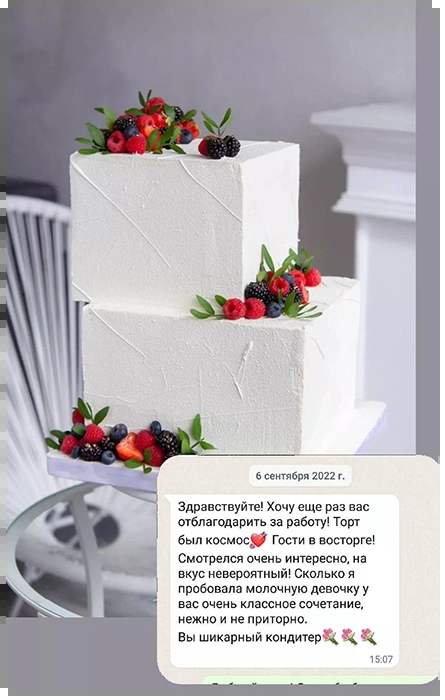 6 сентября 2022 г.
Здравствуйте! Хочу еще раз вас
отблагодарить за работу! Торт
был космос💘 Гости в восторге!
Смотрелся очень интересно, на
вкус невероятный! Сколько я
пробовала молочную девочку у
вас очень классное сочетание,
нежно и не приторно.
Вы шикарный кондитер💐💐💐
15:07